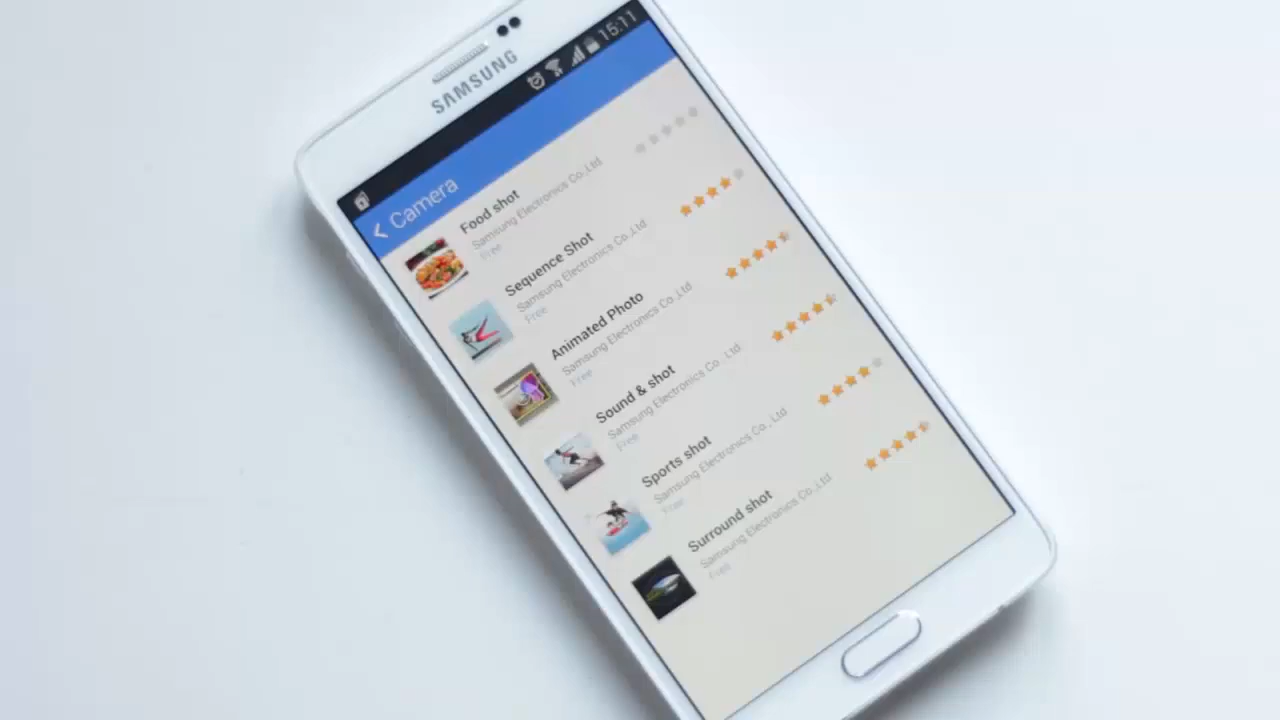 SAMSUNG
15:11
Camera
Food shot
Samsung Electronics Co.,Ltd
Free
Sequence Shot
Samsung Electronics Co.,Ltd
Free
Animated Photo
Samsung Electronics Co.,Ltd
Free
Sound & shot
Samsung Electronics Co., Ltd
Free
Sports shot
Samsung Electronics Co., Ltd
Free
Surround shot
Samsung Electronics Co.,Ltd
Free